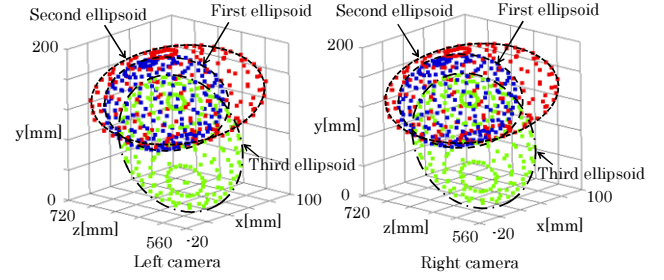 Second ellipsoid First ellipsoid
200
y[mm]
Third ellipsoid
0
720
z[mm]
560
-20
x[mm]
100
Left camera
Second ellipsoid First ellipsoid
200
y[mm]
Third ellipsoid
0
720
z[mm]
560
-20
x[mm]
100
Right camera